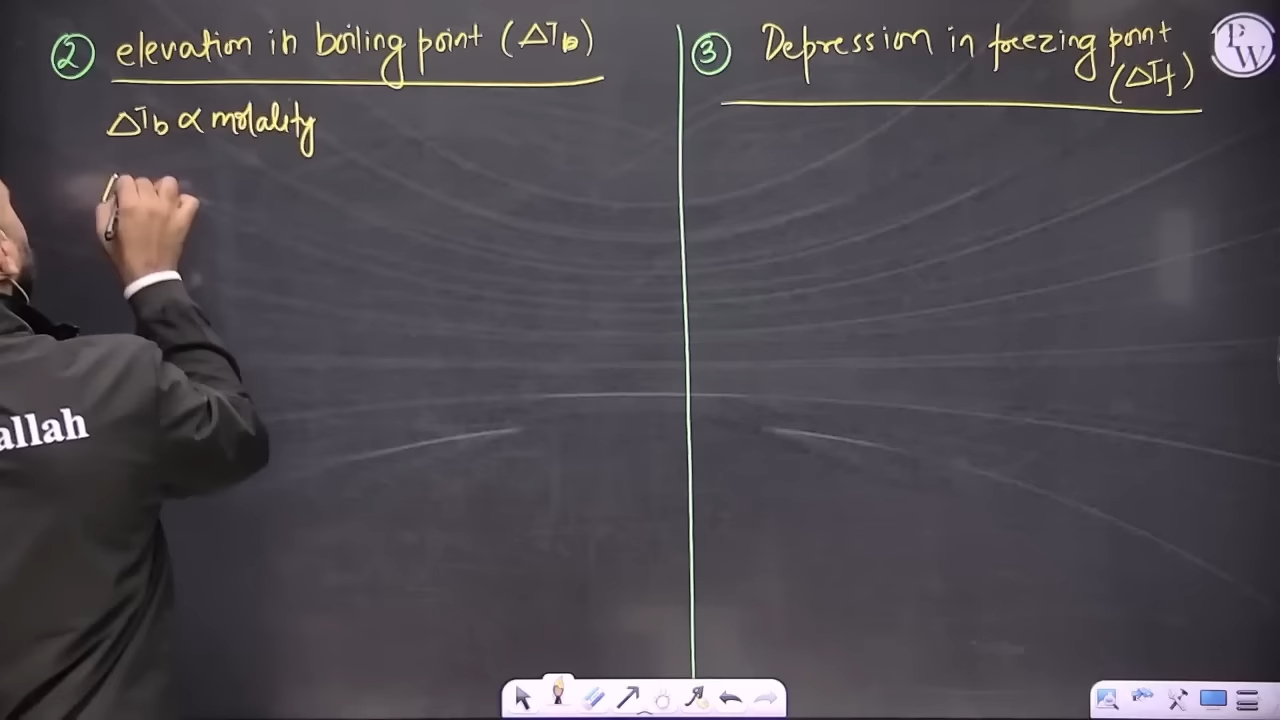 ② elevation in boiling point (ΔTb)
ΔTb ∝ molality
③ Depression in freezing point
(ΔTf)
PW
allah